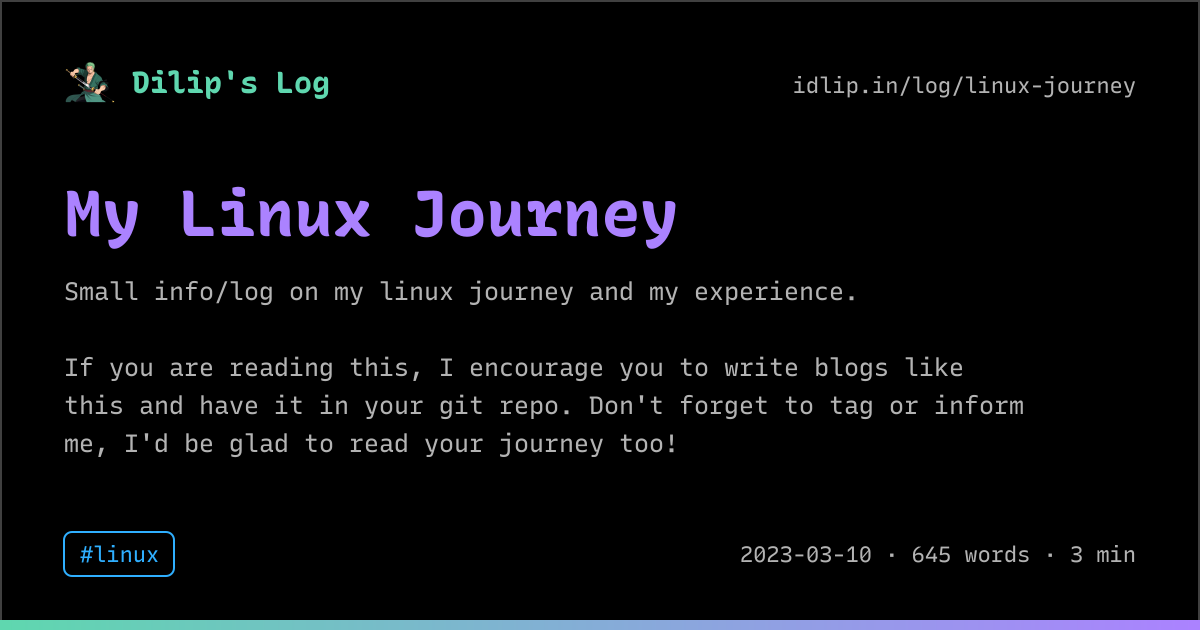 Dilip's Log
idlip.in/log/linux-journey
My Linux Journey
Small info/log on my linux journey and my experience.
If you are reading this, I encourage you to write blogs like
this and have it in your git repo. Don't forget to tag or inform
me, I'd be glad to read your journey too!
#linux
2023-03-10 · 645 words · 3 min